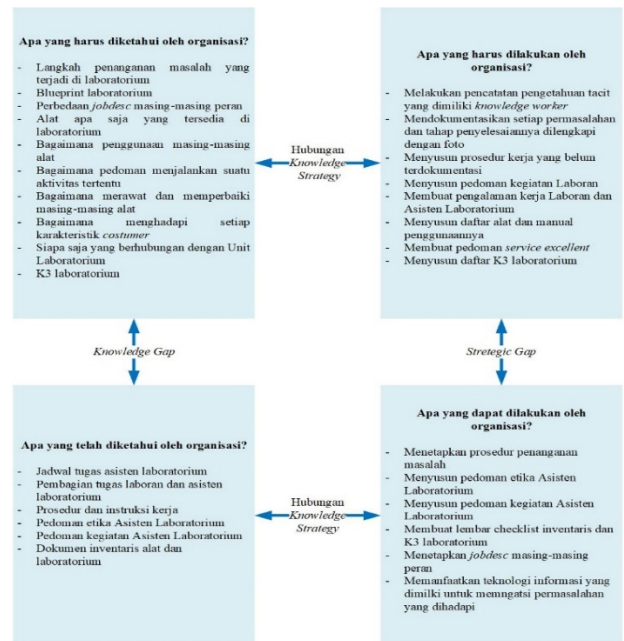 Apa yang harus diketahui oleh organisasi?
- Langkah penanganan masalah yang
terjadi di laboratorium
- Blueprint laboratorium
- Perbedaan jobdesc masing-masing peran
- Alat apa saja yang tersedia di
laboratorium
- Bagaimana penggunaan masing-masing
alat
- Bagaimana pedoman menjalankan suatu
aktivitas tertentu
- Bagaimana merawat dan memperbaiki
masing-masing alat
- Bagaimana menghadapi setiap
karakteristik costumer
- Siapa saja yang berhubungan dengan Unit
Laboratorium
- K3 laboratorium
Hubungan
Knowledge
Strategy
Apa yang harus dilakukan oleh
organisasi?
- Melakukan pencatatan pengetahuan tacit
yang dimiliki knowledge worker
- Mendokumentasikan setiap permasalahan
dan tahap penyelesaiannya dilengkapi
dengan foto
- Menyusun prosedur kerja yang belum
terdokumentasi
- Menyusun pedoman kegiatan Laboran
- Membuat pengalaman kerja Laboran dan
Asisten Laboratorium
- Menyusun daftar alat dan manual
penggunaannya
- Membuat pedoman service excellent
- Menyusun daftar K3 laboratorium
Knowledge Gap
Stretegic Gap
Apa yang telah diketahui oleh organisasi?
- Jadwal tugas asisten laboratorium
- Pembagian tugas laboran dan asisten
laboratorium
- Prosedur dan instruksi kerja
- Pedoman etika Asisten Laboratorium
- Pedoman kegiatan Asisten Laboratorium
- Dokumen inventaris alat dan
laboratorium
Hubungan
Knowledge
Strategy
Apa yang dapat dilakukan oleh
organisasi?
- Menetapkan prosedur penanganan
masalah
- Menyusun pedoman etika Asisten
Laboratorium
- Menyusun pedoman kegiatan Asisten
Laboratorium
- Membuat lembar checklist inventaris dan
K3 laboratorium
- Menetapkan jobdesc masing-masing
peran
- Memanfaatkan teknologi informasi yang
dimilki untuk memngatsi permasalahan
yang dihadapi